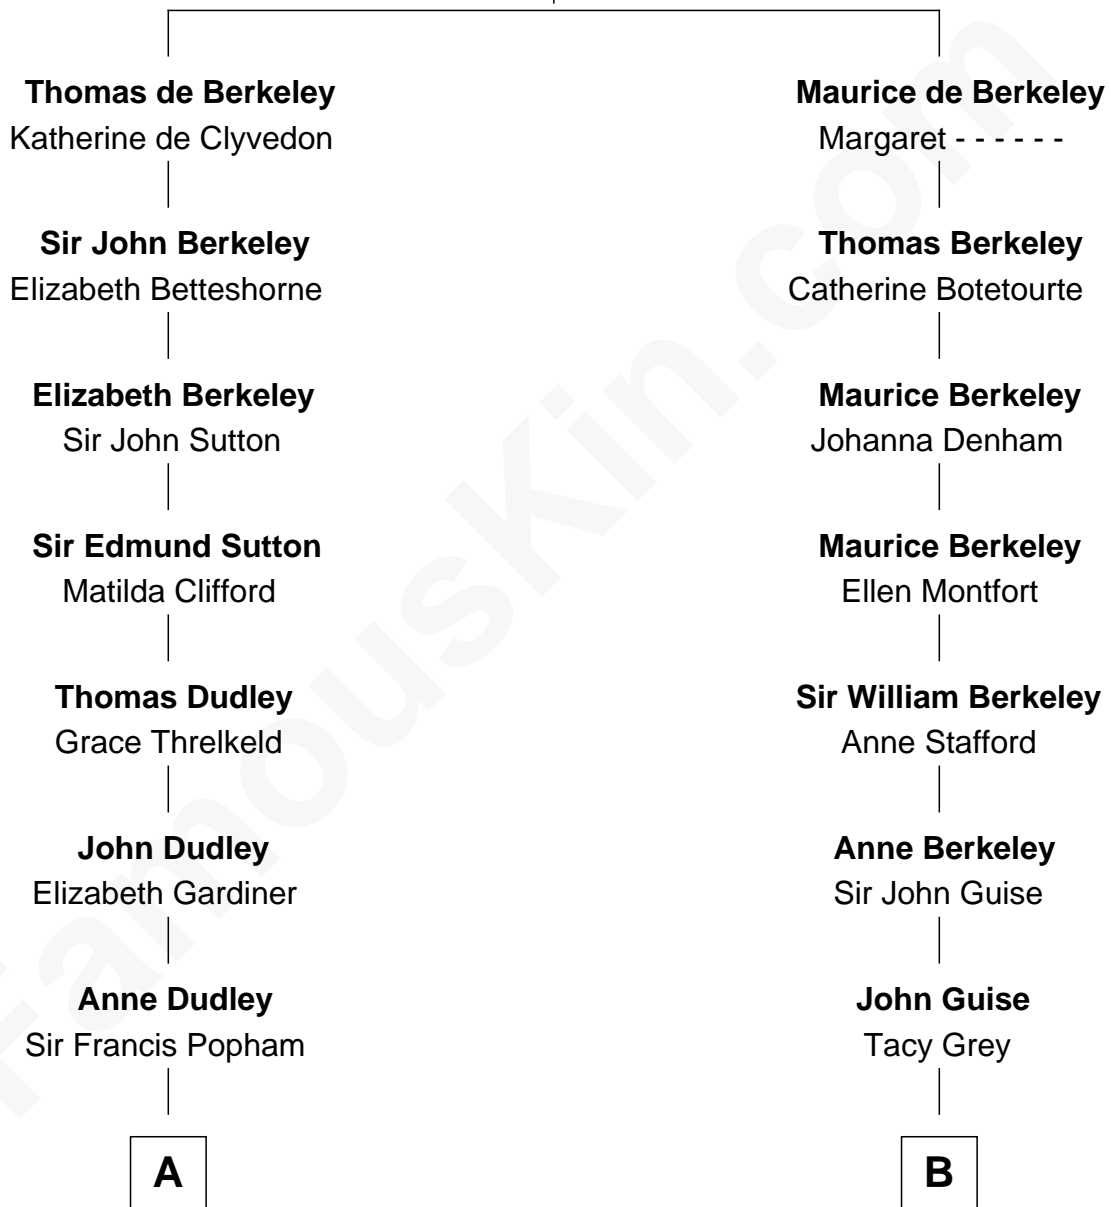 Thomas de Berkeley
Katherine de Clyvedon
Sir John Berkeley
Elizabeth Betteshorne
Elizabeth Berkeley
Sir John Sutton
Sir Edmund Sutton
Matilda Clifford
Thomas Dudley
Grace Threlkeld
John Dudley
Elizabeth Gardiner
Anne Dudley
Sir Francis Popham
A
Maurice de Berkeley
Margaret - - - - - -
Thomas Berkeley
Catherine Botetourte
Maurice Berkeley
Johanna Denham
Maurice Berkeley
Ellen Montfort
Sir William Berkeley
Anne Stafford
Anne Berkeley
Sir John Guise
John Guise
Tacy Grey
B
FamousKin.com